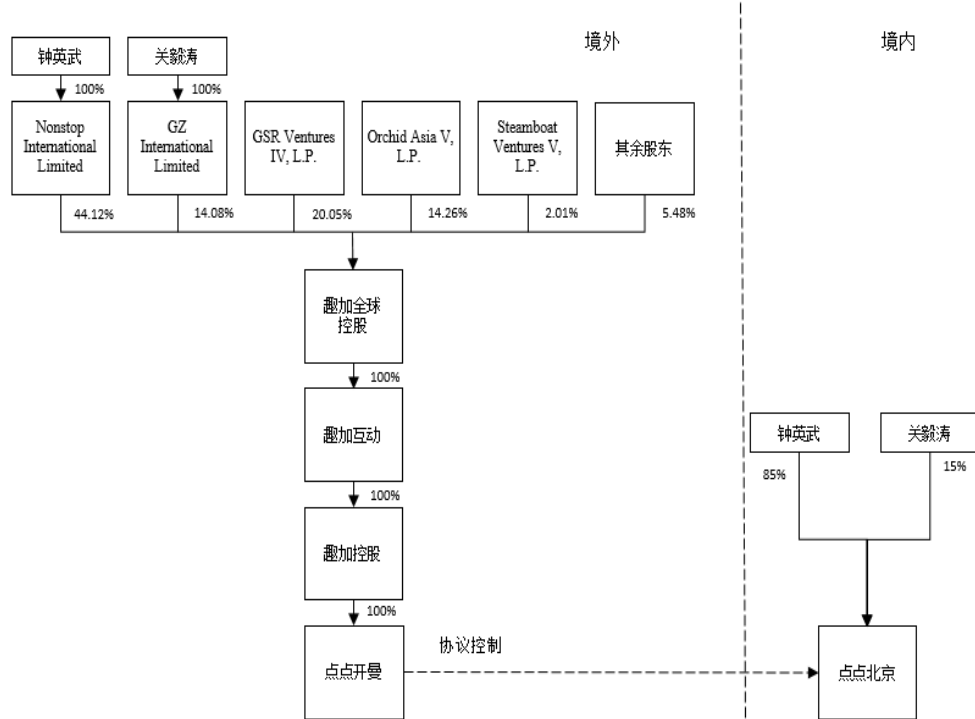 境外
境内
钟英武
关毅涛
100%
100%
Nonstop
International
Limited
GZ
International
Limited
GSR Ventures
IV, L.P.
Orchid Asia V,
L.P.
Steamboat
Ventures V,
L.P.
其余股东
44.12%
14.08%
20.05%
14.26%
2.01%
5.48%
趣加全球
控股
100%
趣加互动
钟英武
关毅涛
85%
15%
100%
趣加控股
100%
协议控制
点点开曼
点点北京